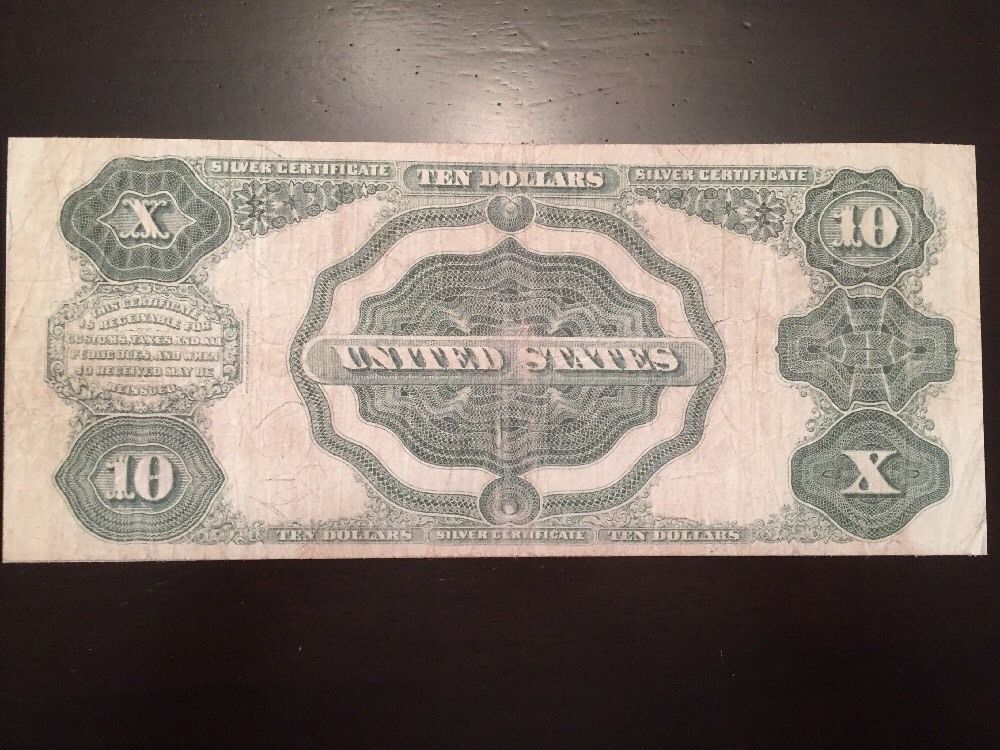 SILVER CERTIFICATE TEN DOLLARS SILVER CERTIFICATE
X
10
THIS CERTIFICATE
IS RECEIVABLE FOR
CUSTOMS, TAXES AND ALL
PUBLIC DUES, AND WHEN
SO RECEIVED MAY BE
REISSUED.
UNITED STATES
10
X
TEN DOLLARS SILVER CERTIFICATE TEN DOLLARS